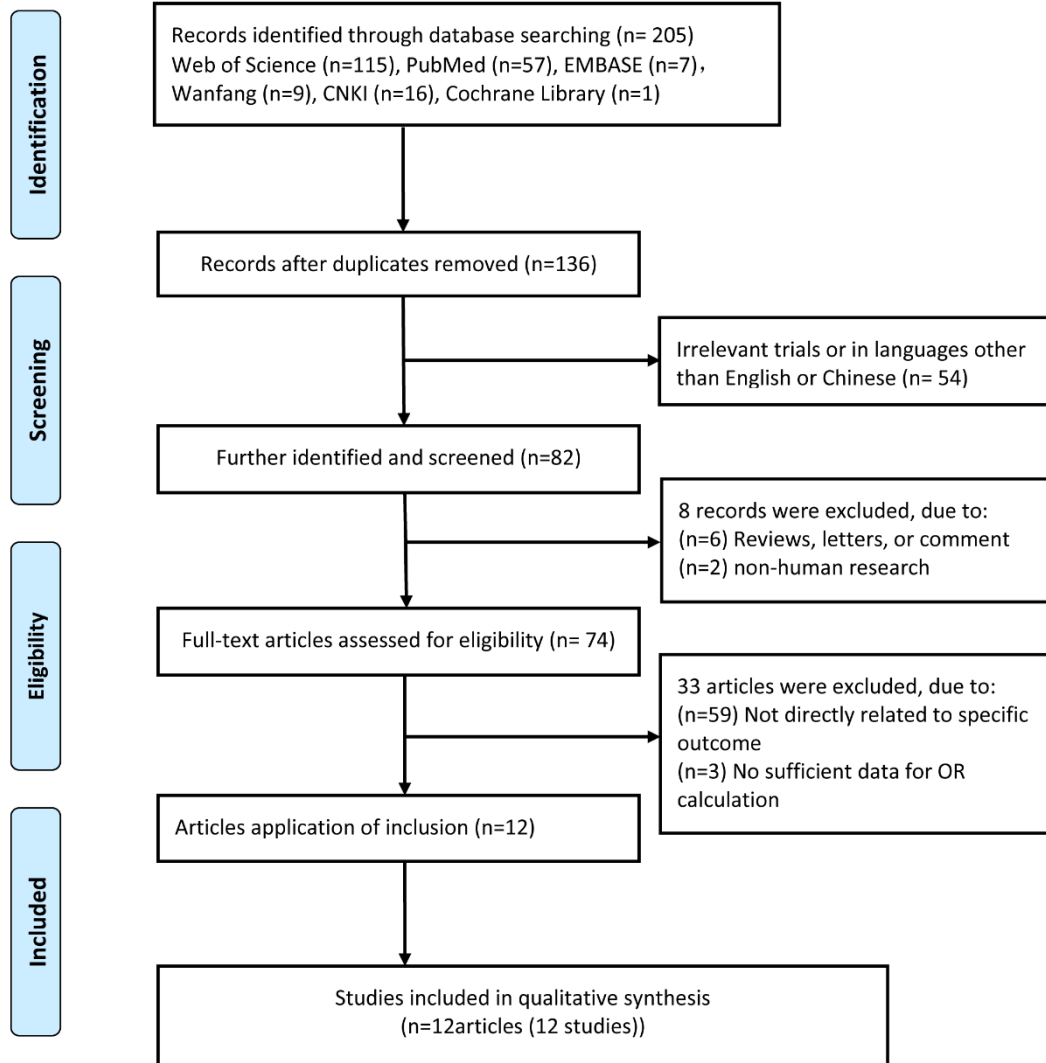 Identification
Records identified through database searching (n= 205)
Web of Science (n=115), PubMed (n=57), EMBASE (n=7),
Wanfang (n=9), CNKI (n=16), Cochrane Library (n=1)
Records after duplicates removed (n=136)
Screening
Irrelevant trials or in languages other
than English or Chinese (n= 54)
Further identified and screened (n=82)
8 records were excluded, due to:
(n=6) Reviews, letters, or comment
(n=2) non-human research
Eligibility
Full-text articles assessed for eligibility (n= 74)
33 articles were excluded, due to:
(n=59) Not directly related to specific
outcome
(n=3) No sufficient data for OR
calculation
Articles application of inclusion (n=12)
Included
Studies included in qualitative synthesis
(n=12articles (12 studies))